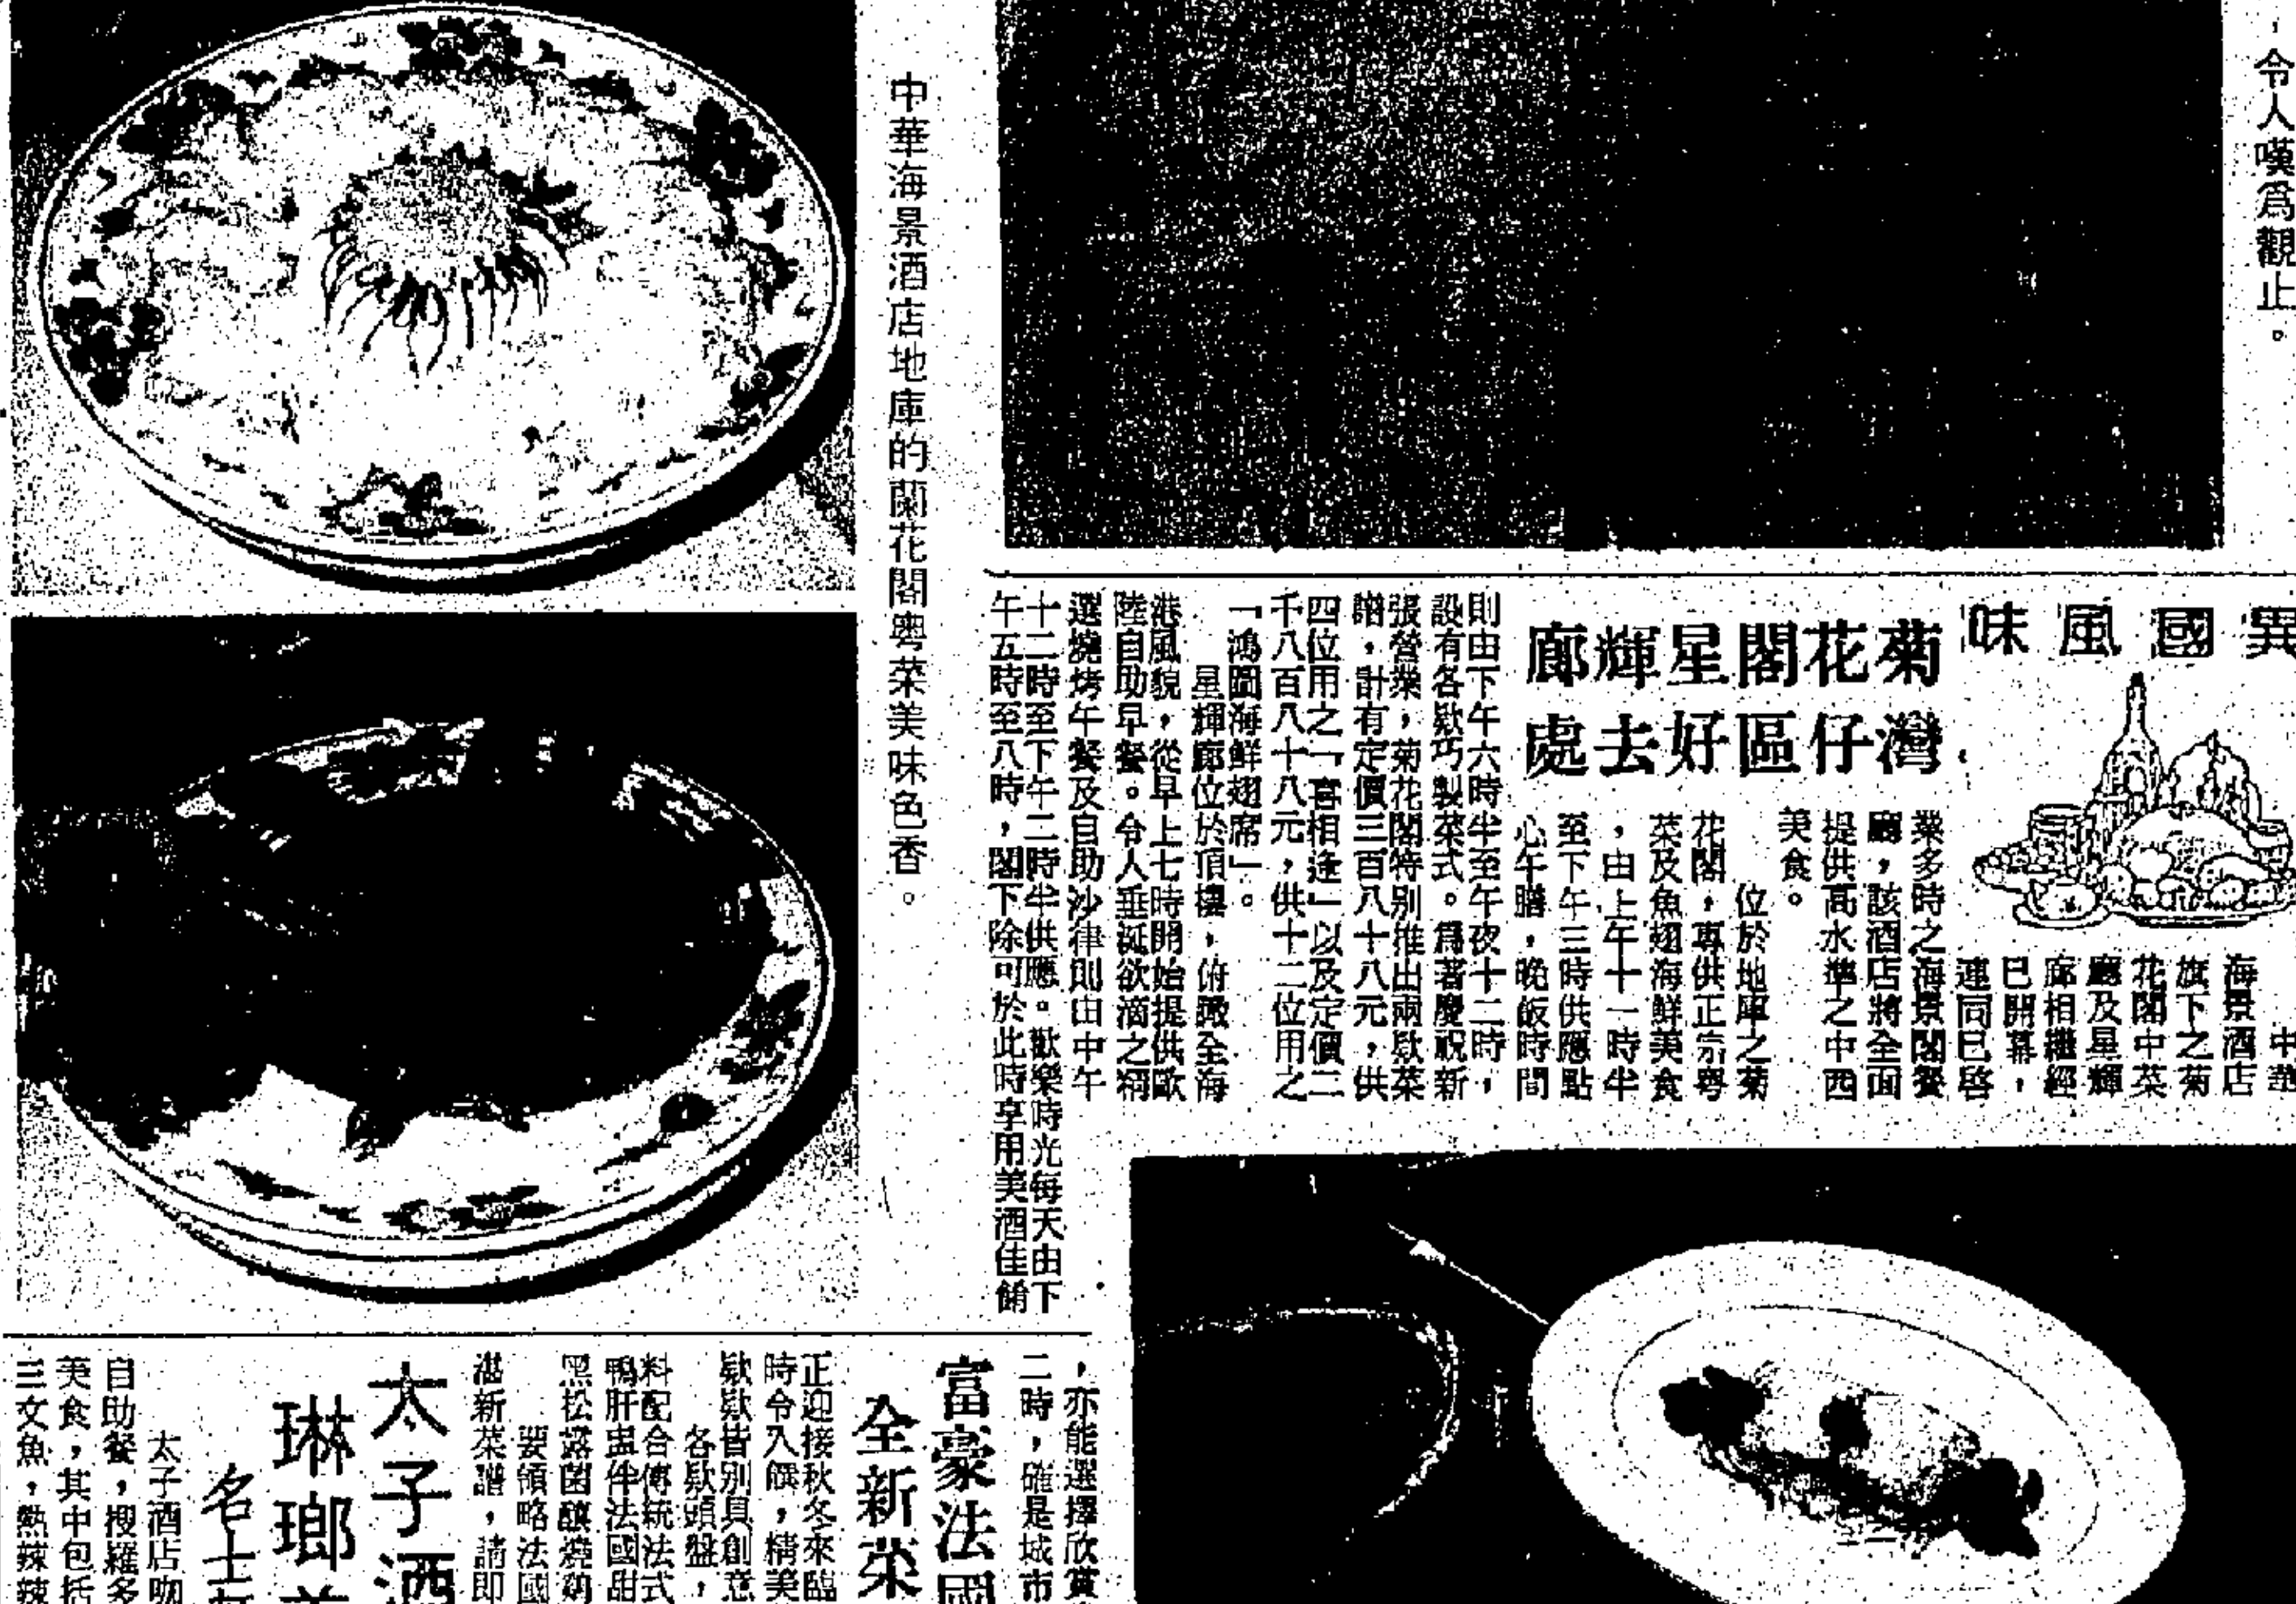 ，令人嘆爲觀止。
異國風味
菊花閣星輝廊
灣仔區好去處
中華
海景酒店
旗下之菊
花閣中菜
廳及星輝
廊相繼經
已開幕，
連同已啓
業多時之海景閣餐
廳，該酒店將全面
提供高水準之中西
美食。
位於地庫之菊
花閣，專供正宗粵
菜及魚翅海鮮美食
，由上午十一時半
至下午三時供應點
心午膳，晚飯時間
則由下午六時半至午夜十二時，
設有各款巧製菜式。爲著慶祝新
張營業，菊花閣特別推出兩款菜
譜，計有定價三百八十八元，供
四位用之「喜相逢」以及定價二
千八百八十八元，供十二位用之
「鴻圖海鮮翅席」。
星輝廊位於頂樓，俯瞰全海
港風貌，從早上七時開始提供歐
陸自助早餐。令人垂涎欲滴之精
選燒烤午餐及自助沙律則由中午
十二時至下午二時半供應。歡樂時光每天由下
午五時至八時，閣下除可於此時享用美酒佳餚
，亦能選擇欣賞
二時，確是城市
中華海景酒店地庫的蘭花閣粵菜美味色香。
富豪法國
全新菜
正迎接秋冬來臨
時令入饌，精美
款款皆別具創意
各款頭盤，
料配合傳統法式
鴨肝凍伴法國甜
黑松露菌釀燒鵪
要領略法國
湛新菜譜，請即
太子酒
琳瑯
名士
太子酒店咖
自助餐，搜羅多
美食，其中包括
三文魚，熱辣辣